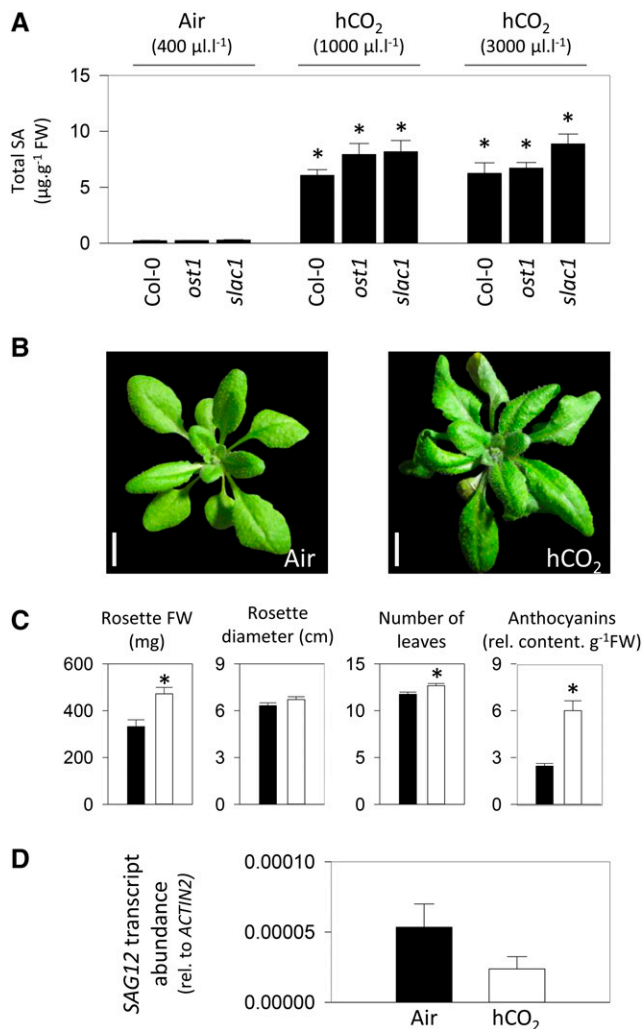 A
Air
(400 µl.l⁻¹)
hCO₂
(1000 µl.l⁻¹)
hCO₂
(3000 µl.l⁻¹)
Total SA
(µg.g⁻¹ FW)
15
10
5
0
* * * * * *
Col-0 ost1 slac1 Col-0 ost1 slac1 Col-0 ost1 slac1
B
Air
hCO₂
C
Rosette FW
(mg)
600
400
200
0
*
Rosette
diameter (cm)
9
6
3
0
Number of
leaves
15
10
5
0
*
Anthocyanins
(rel. content. g⁻¹FW)
9
6
3
0
*
D
SAG12 transcript
abundance
(rel. to ACTIN2)
0.00010
0.00005
0.00000
Air hCO₂